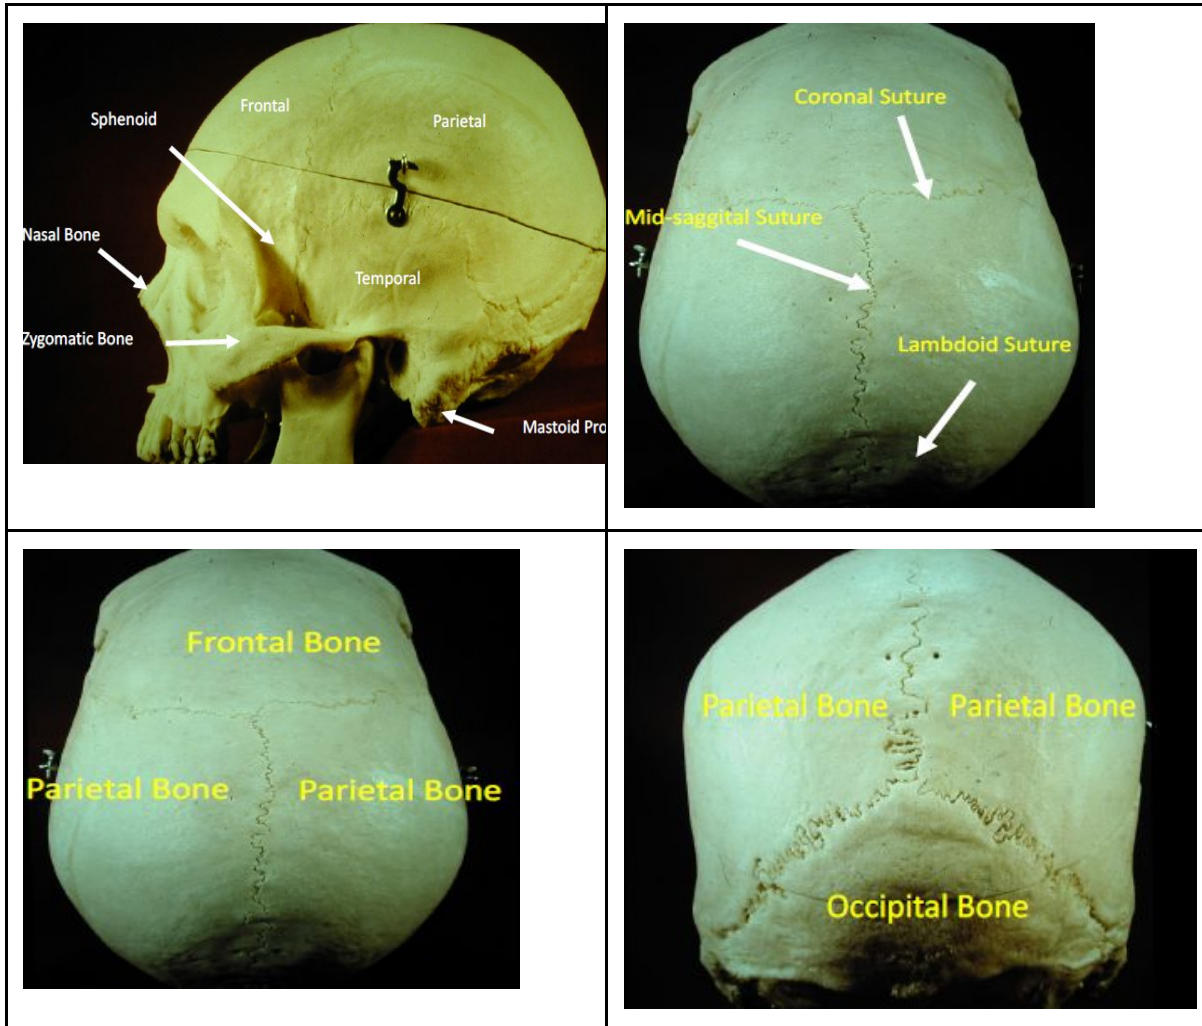 Frontal
Sphenoid
Parietal
Nasal Bone
Temporal
Zygomatic Bone
Mastoid Pro
Coronal Suture
Mid-saggital Suture
Lambdoid Suture
Frontal Bone
Parietal Bone Parietal Bone
Parietal Bone Parietal Bone
Occipital Bone